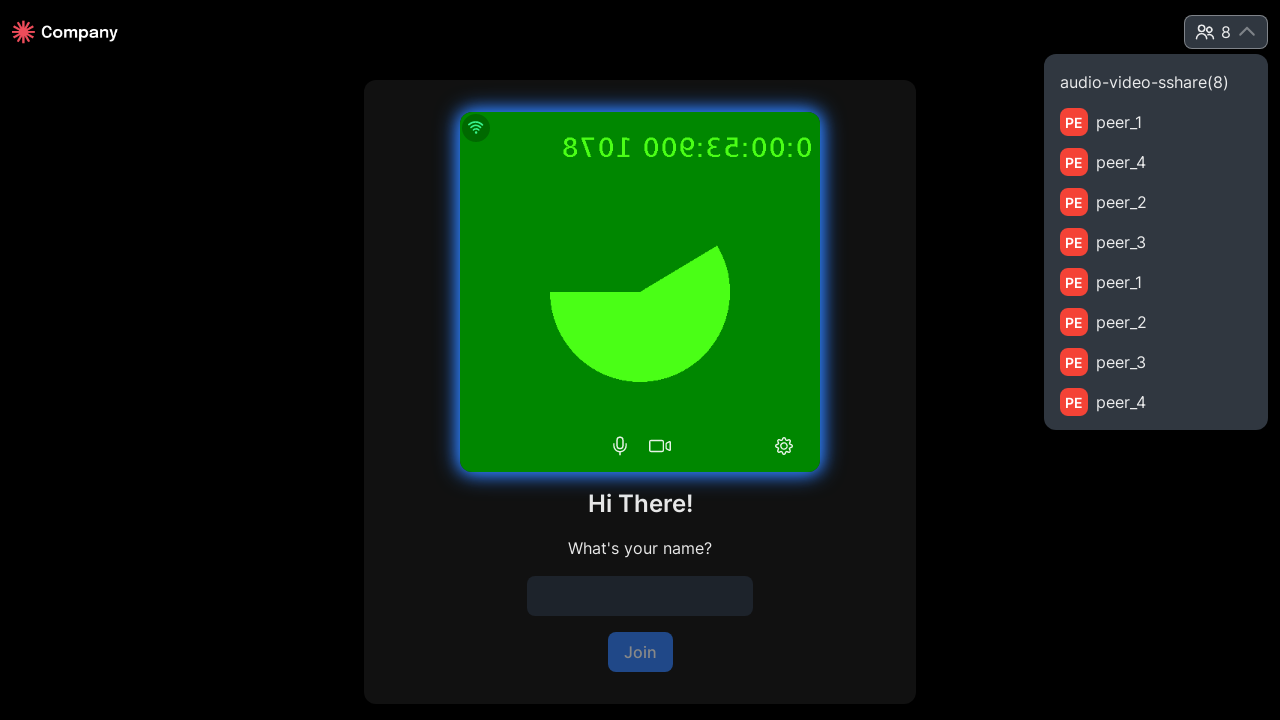 Company
8
0:00:53:900 1078
Hi There!
What's your name?
Join
audio-video-sshare(8)
PE peer_1
PE peer_4
PE peer_2
PE peer_3
PE peer_1
PE peer_2
PE peer_3
PE peer_4